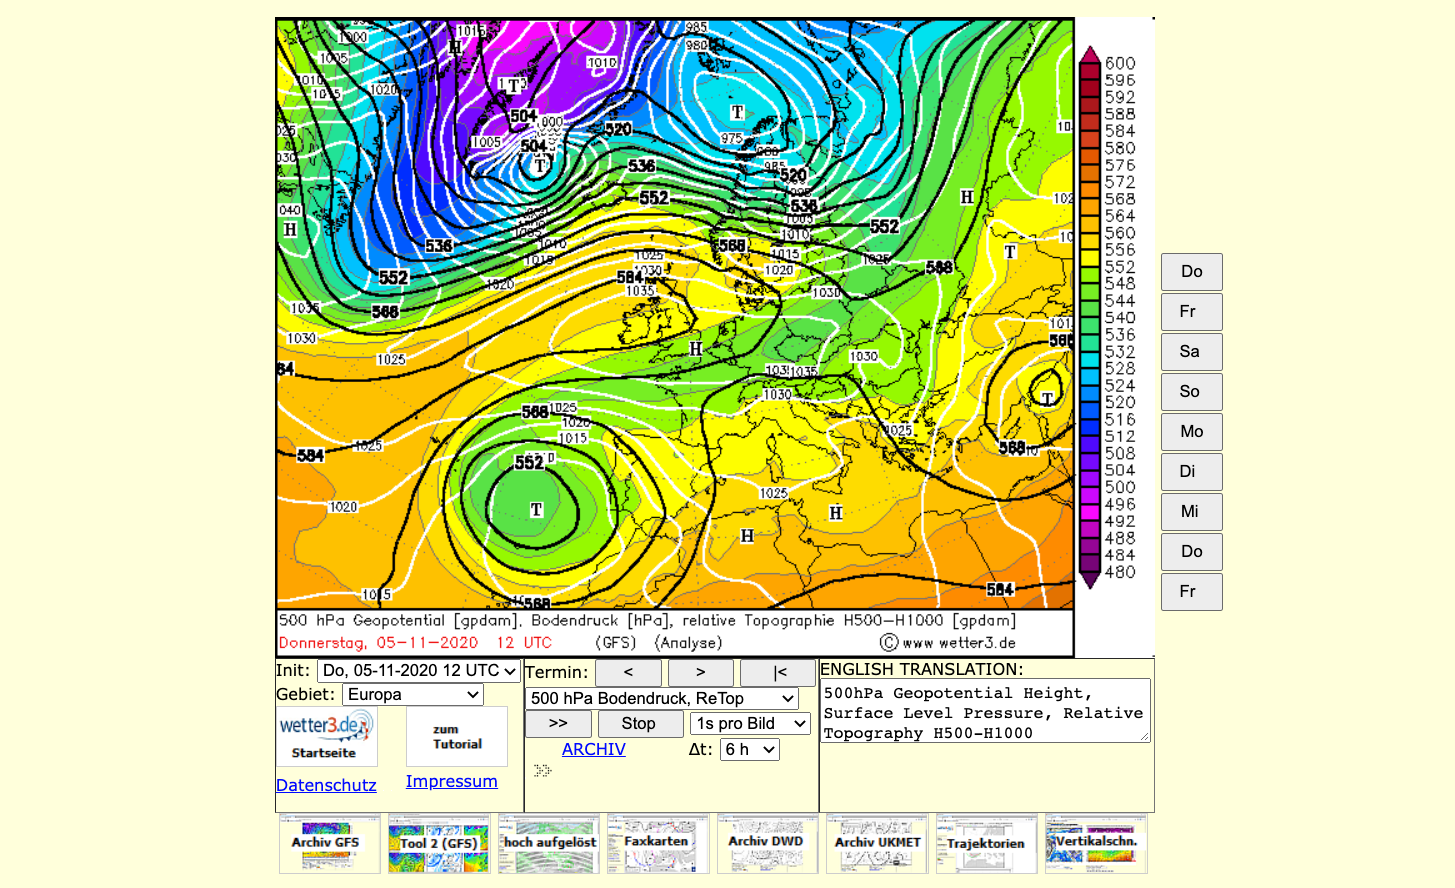 1015
985
1000
980
H
1005
1010
600
596
1010
1020
T
592
1015
588
504
000
T
10
584
025
1005
504
975
580
520
980
576
030
T
536
985
520
572
552
H
102
568
040
536
564
H
1005
1010
10
560
536
568
552
T
556
1010
1015
1025
1015
1025
568
552
552
1020
1030
1020
548
584
1035
1030
544
1035
568
540
1030
101
536
H
1030
532
1025
1035
528
64
1030
524
568
1025
T
520
1020
1025
516
1015
512
584
1025
568
508
552
504
1025
500
1020
T
H
496
H
492
488
484
1015
568
584
480
500 hPa Geopotential [gpdam], Bodendruck [hPa], relative Topographie H500-H1000 [gpdam]
Donnerstag, 05-11-2020 12 UTC (GFS) (Analyse) © www wetter3.de
Do
Fr
Sa
So
Mo
Di
Mi
Do
Fr
Init: Do, 05-11-2020 12 UTC
Gebiet: Europa
wetter3.de
Startseite
zum
Tutorial
Datenschutz
Impressum
Termin: < > |<
500 hPa Bodendruck, ReTop
>> Stop 1s pro Bild
ARCHIV Δt: 6 h
>>
ENGLISH TRANSLATION:
500hPa Geopotential Height,
Surface Level Pressure, Relative
Topography H500-H1000
Archiv GFS
Tool 2 (GFS)
hoch aufgelöst
Faxkarten
Archiv DWD
Archiv UKMET
Trajektorien
Vertikalschn.